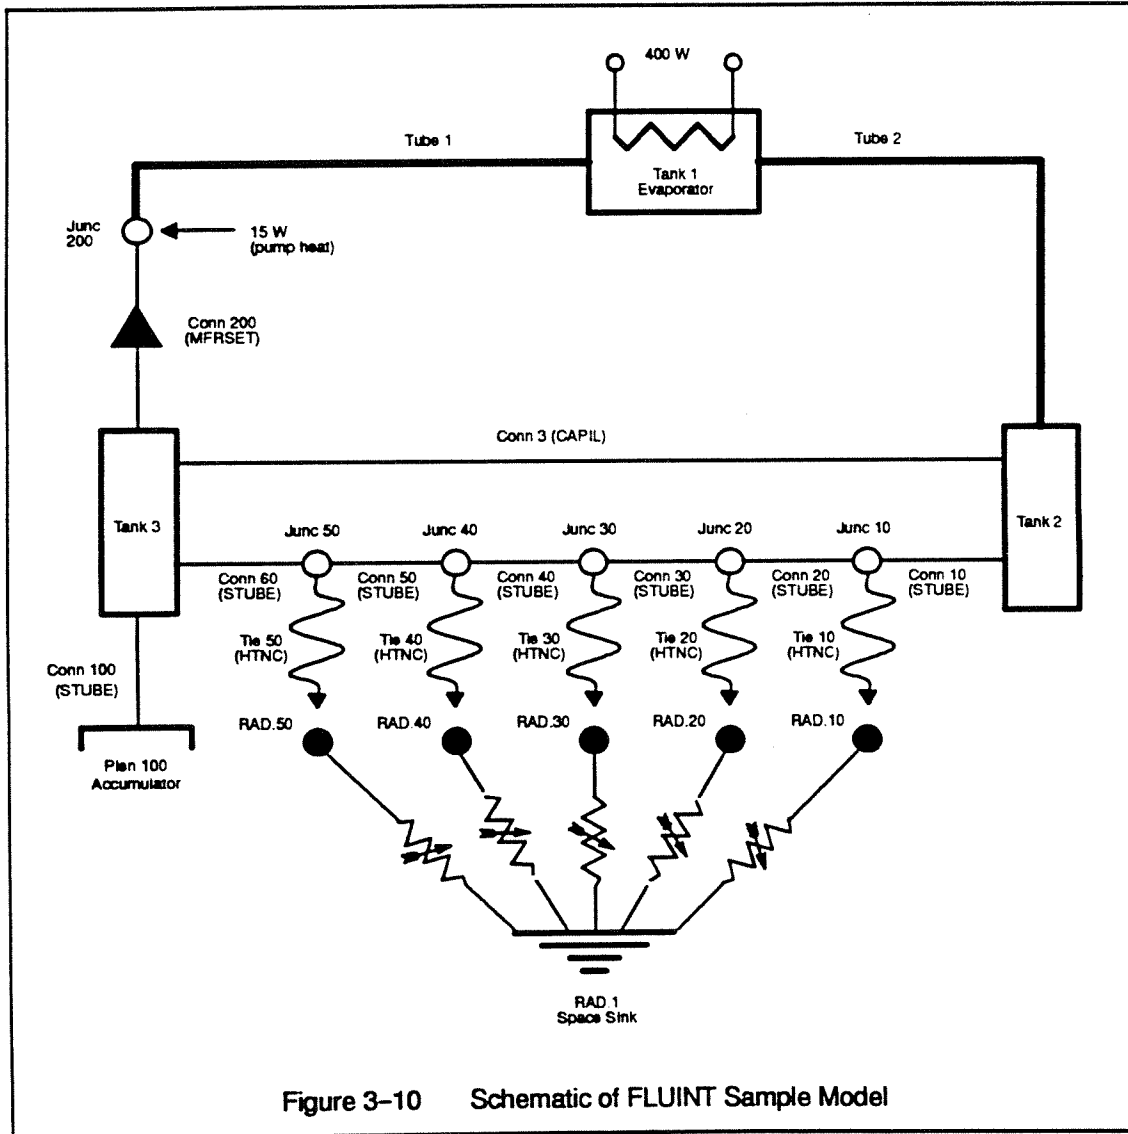 400 W
Tube 1
Tube 2
Tank 1
Evaporator
Junc
200
15 W
(pump heat)
Conn 200
(MFRSET)
Conn 3 (CAPIL)
Tank 3
Tank 2
Junc 50
Junc 40
Junc 30
Junc 20
Junc 10
Conn 60
(STUBE)
Conn 50
(STUBE)
Conn 40
(STUBE)
Conn 30
(STUBE)
Conn 20
(STUBE)
Conn 10
(STUBE)
Tie 50
(HTNC)
Tie 40
(HTNC)
Tie 30
(HTNC)
Tie 20
(HTNC)
Tie 10
(HTNC)
Conn 100
(STUBE)
RAD.50
RAD.40
RAD.30
RAD.20
RAD.10
Plen 100
Accumulator
RAD.1
Space Sink
Figure 3-10 Schematic of FLUINT Sample Model